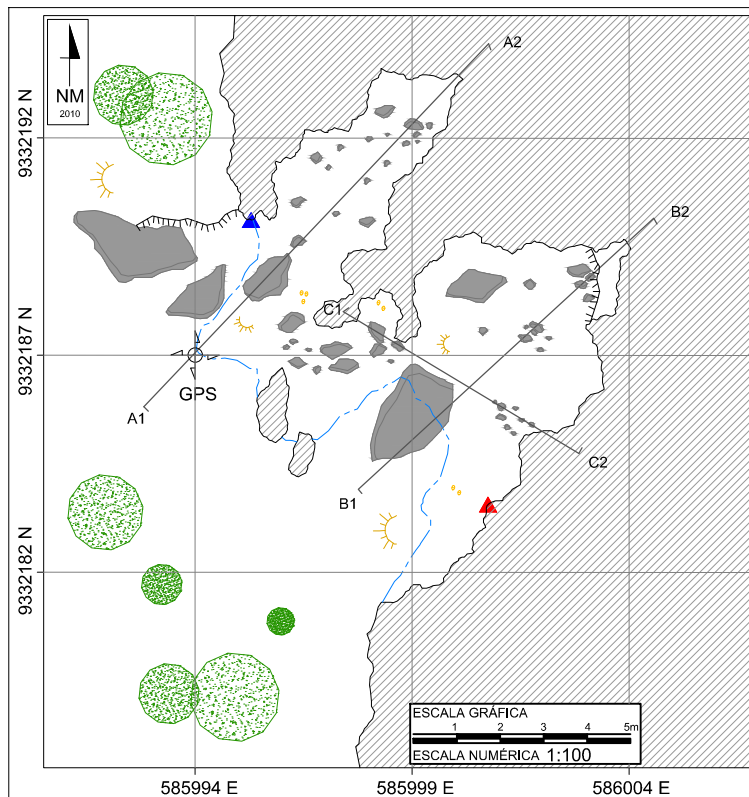 NM
2010
A2
9332192 N
B2
C1
9332187 N
GPS
A1
C2
B1
9332182 N
ESCALA GRÁFICA
1 2 3 4 5m
ESCALA NUMÉRICA 1:100
585994 E 585999 E 586004 E